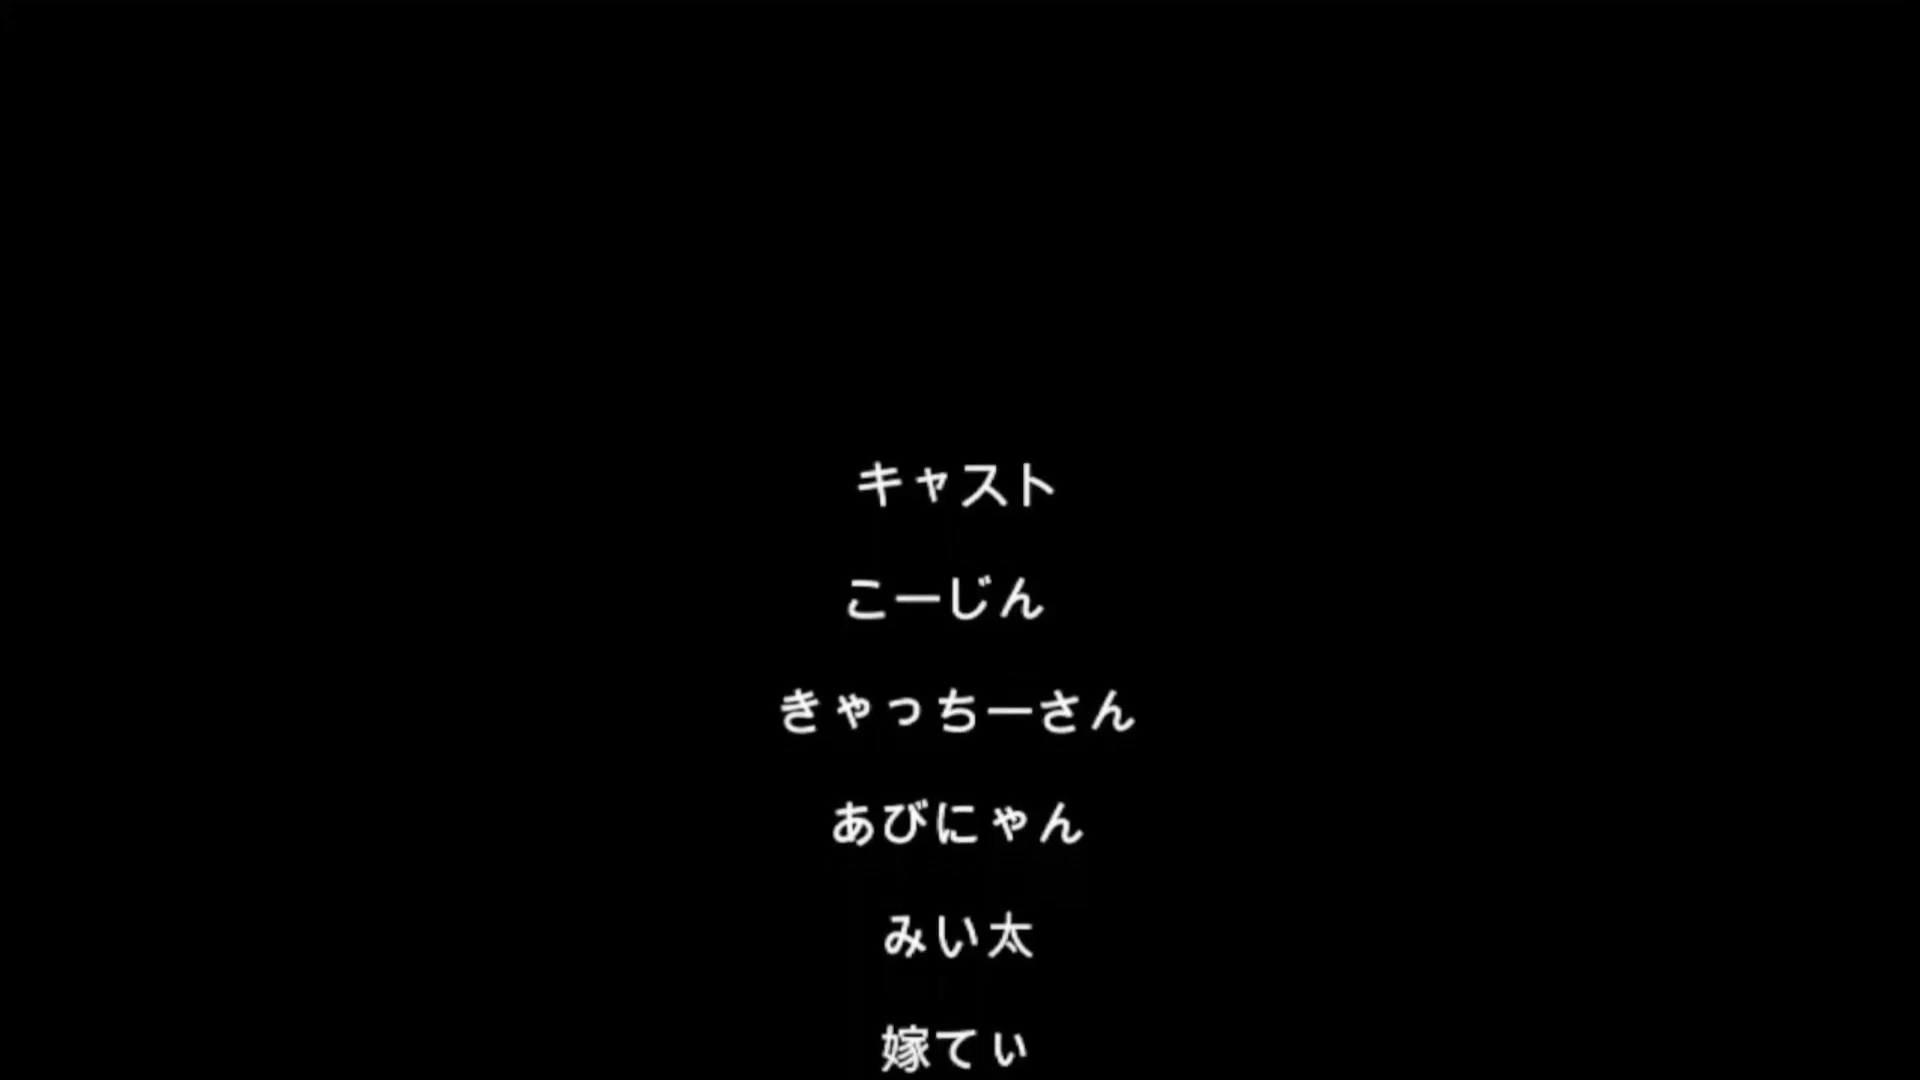 キャスト
こーじん
きゃっちーさん
あびにゃん
みい太
嫁てぃ